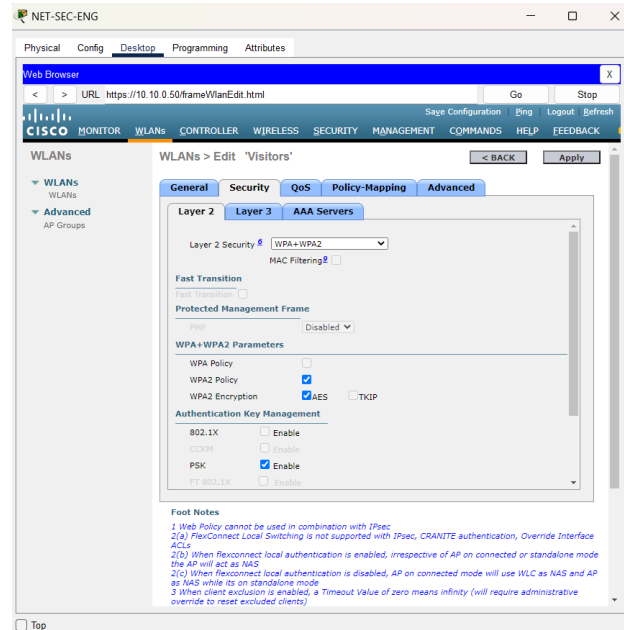 NET-SEC-ENG
Physical Config Desktop Programming Attributes
Web Browser X
< > URL https://10.10.0.50/frameWlanEdit.html Go Stop
Save Configuration Ping Logout Refresh
CISCO MONITOR WLANs CONTROLLER WIRELESS SECURITY MANAGEMENT COMMANDS HELP FEEDBACK
WLANs
WLANs > Edit 'Visitors' < BACK Apply
WLANs
WLANs
Advanced
AP Groups
General Security QoS Policy-Mapping Advanced
Layer 2 Layer 3 AAA Servers
Layer 2 Security 6 WPA+WPA2
MAC Filtering 9
Fast Transition
Fast Transition
Protected Management Frame
PMF Disabled
WPA+WPA2 Parameters
WPA Policy
WPA2 Policy
WPA2 Encryption AES TKIP
Authentication Key Management
802.1X Enable
CCKM Enable
PSK Enable
FT 802.1X Enable
Foot Notes
1 Web Policy cannot be used in combination with IPsec
2(a) FlexConnect Local Switching is not supported with IPsec, CRANITE authentication, Override Interface
ACLs
2(b) When flexconnect local authentication is enabled, irrespective of AP on connected or standalone mode
the AP will act as NAS
2(c) When flexconnect local authentication is disabled, AP on connected mode will use WLC as NAS and AP
as NAS while its on standalone mode
3 When client exclusion is enabled, a Timeout Value of zero means infinity (will require administrative
override to reset excluded clients)
Top